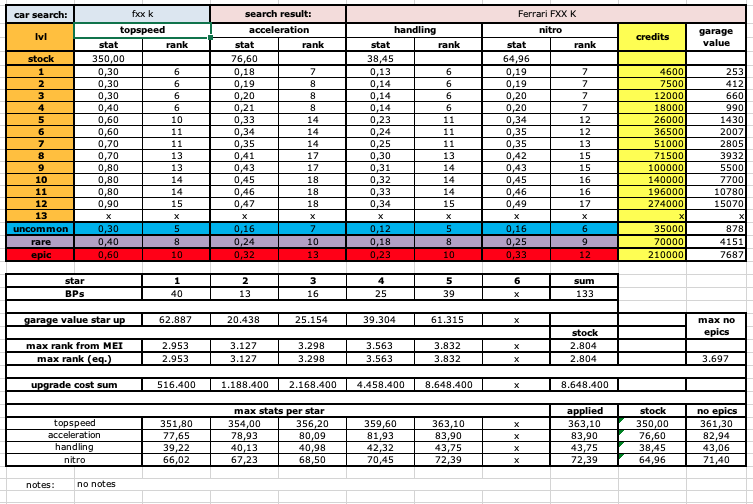 car search: fxx k search result: Ferrari FXX K
lvl topspeed acceleration handling nitro credits garage value
stat rank stat rank stat rank stat rank
stock 350,00 76,60 38,45 64,96
1 0,30 6 0,18 7 0,13 6 0,19 7 4600 253
2 0,30 6 0,19 8 0,14 6 0,19 7 7500 412
3 0,30 6 0,20 8 0,14 6 0,20 7 12000 660
4 0,40 6 0,21 8 0,14 6 0,20 7 18000 990
5 0,60 10 0,33 14 0,23 11 0,34 12 26000 1430
6 0,60 11 0,34 14 0,24 11 0,35 12 36500 2007
7 0,70 11 0,35 14 0,25 11 0,35 13 51000 2805
8 0,70 13 0,41 17 0,30 13 0,42 15 71500 3932
9 0,80 13 0,43 17 0,31 14 0,43 15 100000 5500
10 0,80 14 0,45 18 0,32 14 0,45 16 140000 7700
11 0,80 14 0,46 18 0,33 14 0,46 16 196000 10780
12 0,90 15 0,47 18 0,34 15 0,49 17 274000 15070
13 x x x x x x x x x x
uncommon 0,30 5 0,16 7 0,12 5 0,16 6 35000 878
rare 0,40 8 0,24 10 0,18 8 0,25 9 70000 4151
epic 0,60 10 0,32 13 0,23 10 0,33 12 210000 7687
star 1 2 3 4 5 6 sum
BPs 40 13 16 25 39 x 133
garage value star up 62.887 20.438 25.154 39.304 61.315 x max no epics
stock
max rank from MEI 2.953 3.127 3.298 3.563 3.832 x 2.804
max rank (eq.) 2.953 3.127 3.298 3.563 3.832 x 2.804 3.697
upgrade cost sum 516.400 1.188.400 2.168.400 4.458.400 8.648.400 x 8.648.400
max stats per star applied stock no epics
topspeed 351,80 354,00 356,20 359,60 363,10 x 363,10 350,00 361,30
acceleration 77,65 78,93 80,09 81,93 83,90 x 83,90 76,60 82,94
handling 39,22 40,13 40,98 42,32 43,75 x 43,75 38,45 43,06
nitro 66,02 67,23 68,50 70,45 72,39 x 72,39 64,96 71,40
notes: no notes